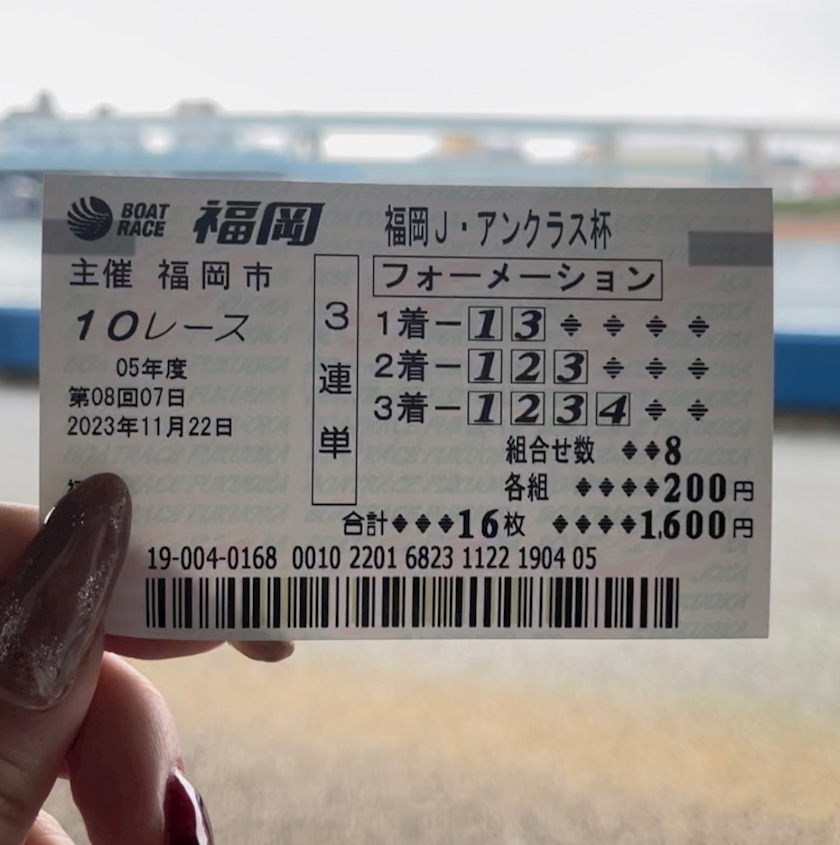 BOAT RACE 福岡 福岡J・アンクラス杯
主催 福岡市
10レース
05年度
第08回07日
2023年11月22日
3連単
フォーメーション
1着ー1 3
2着ー1 2 3
3着ー1 2 3 4
組合せ数 8
各組 200円
合計 16枚 1,600円
19-004-0168 0010 2201 6823 1122 1904 05